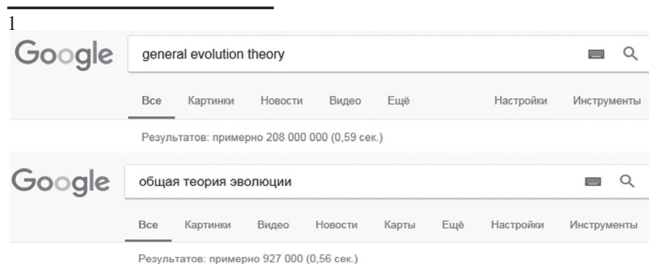 1
Google general evolution theory
Все Картинки Новости Видео Ещё Настройки Инструменты
Результатов: примерно 208 000 000 (0,59 сек.)
Google общая теория эволюции
Все Картинки Видео Новости Карты Ещё Настройки Инструменты
Результатов: примерно 927 000 (0,56 сек.)